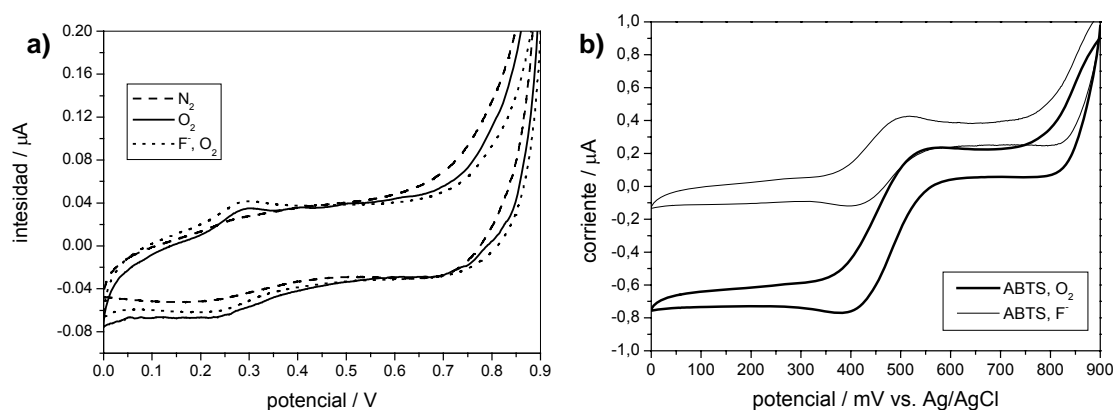 a)
0.20
0.16
0.12
0.08
0.04
0.00
-0.04
-0.08
intesidad / µA
N₂
O₂
F⁻, O₂
0.0 0.1 0.2 0.3 0.4 0.5 0.6 0.7 0.8 0.9
potencial / V
b)
1,0
0,8
0,6
0,4
0,2
0,0
-0,2
-0,4
-0,6
-0,8
-1,0
corriente / µA
ABTS, O₂
ABTS, F⁻
0 100 200 300 400 500 600 700 800 900
potencial / mV vs. Ag/AgCl